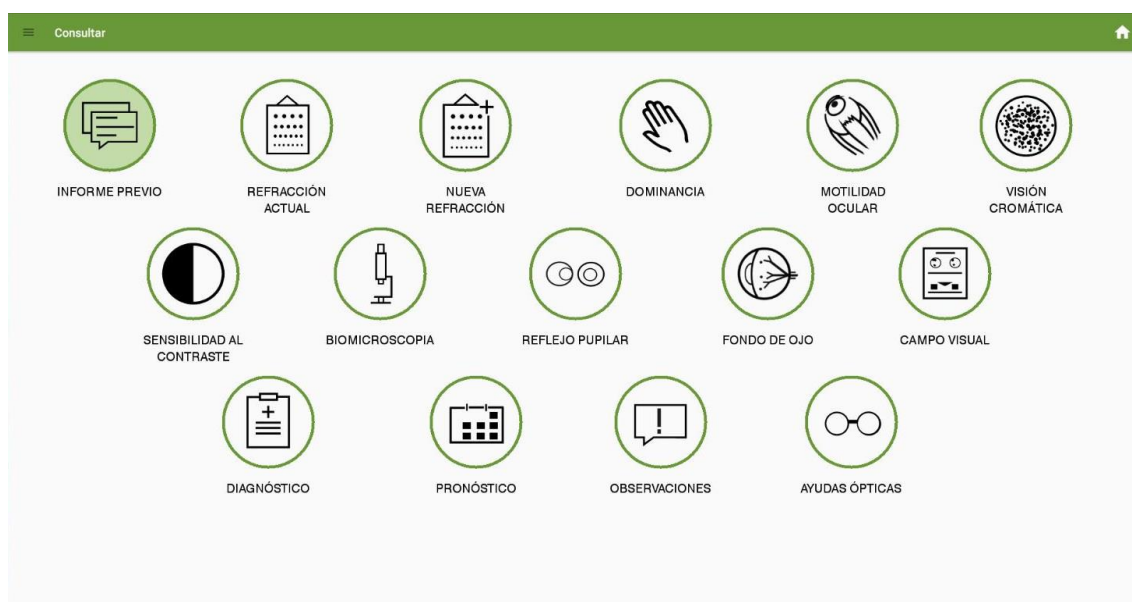 Consultar
INFORME PREVIO
REFRACCIÓN
ACTUAL
NUEVA
REFRACCIÓN
DOMINANCIA
MOTILIDAD
OCULAR
VISIÓN
CROMÁTICA
SENSIBILIDAD AL
CONTRASTE
BIOMICROSCOPIA
REFLEJO PUPILAR
FONDO DE OJO
CAMPO VISUAL
DIAGNÓSTICO
PRONÓSTICO
OBSERVACIONES
AYUDAS ÓPTICAS